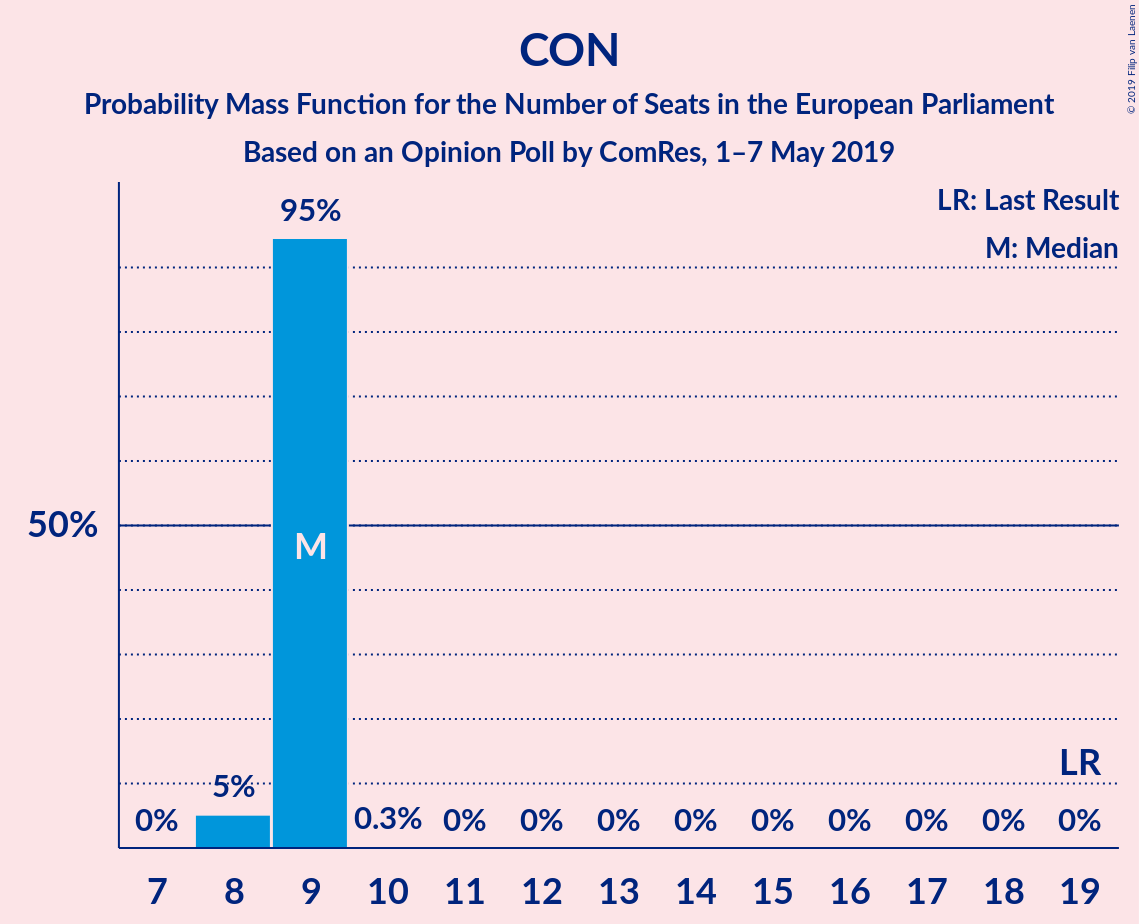 CON
Probability Mass Function for the Number of Seats in the European Parliament
Based on an Opinion Poll by ComRes, 1–7 May 2019
© 2019 Filip van Laenen
LR: Last Result
M: Median
95%
50%
M
LR
5%
0% 0.3% 0% 0% 0% 0% 0% 0% 0% 0% 0%
7 8 9 10 11 12 13 14 15 16 17 18 19